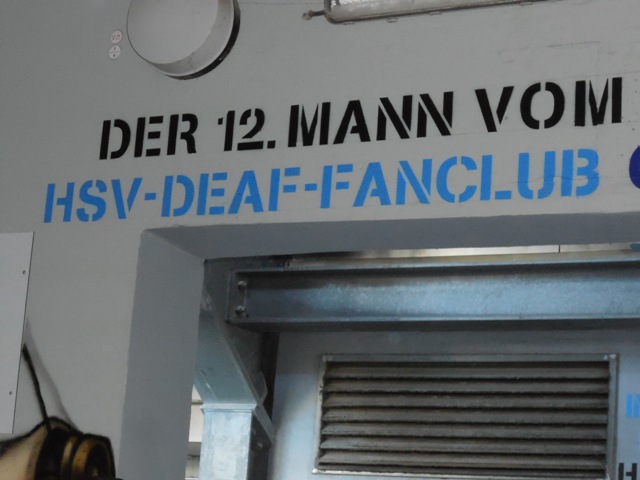 DER 12. MANN VOM
HSV-DEAF-FANCLUB